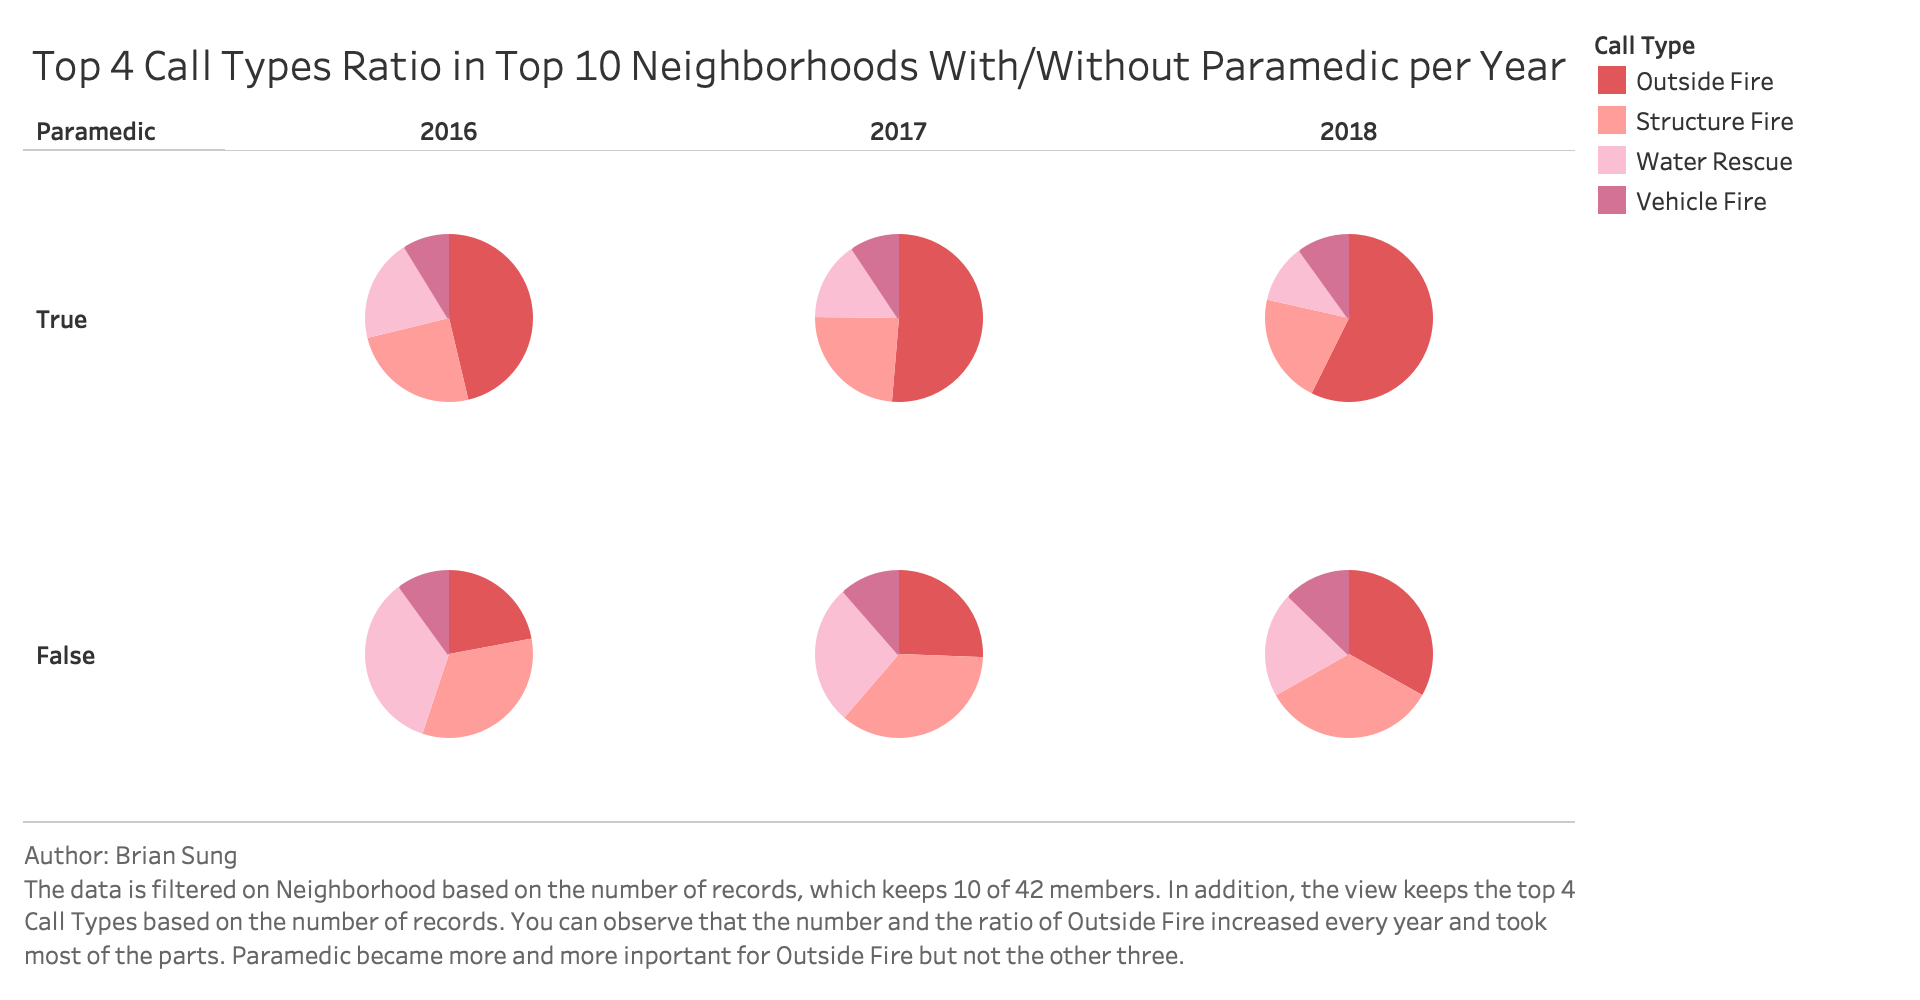 Top 4 Call Types Ratio in Top 10 Neighborhoods With/Without Paramedic per Year
Call Type
Outside Fire
Structure Fire
Water Rescue
Vehicle Fire
Paramedic 2016 2017 2018
True
False
Author: Brian Sung
The data is filtered on Neighborhood based on the number of records, which keeps 10 of 42 members. In addition, the view keeps the top 4
Call Types based on the number of records. You can observe that the number and the ratio of Outside Fire increased every year and took
most of the parts. Paramedic became more and more inportant for Outside Fire but not the other three.